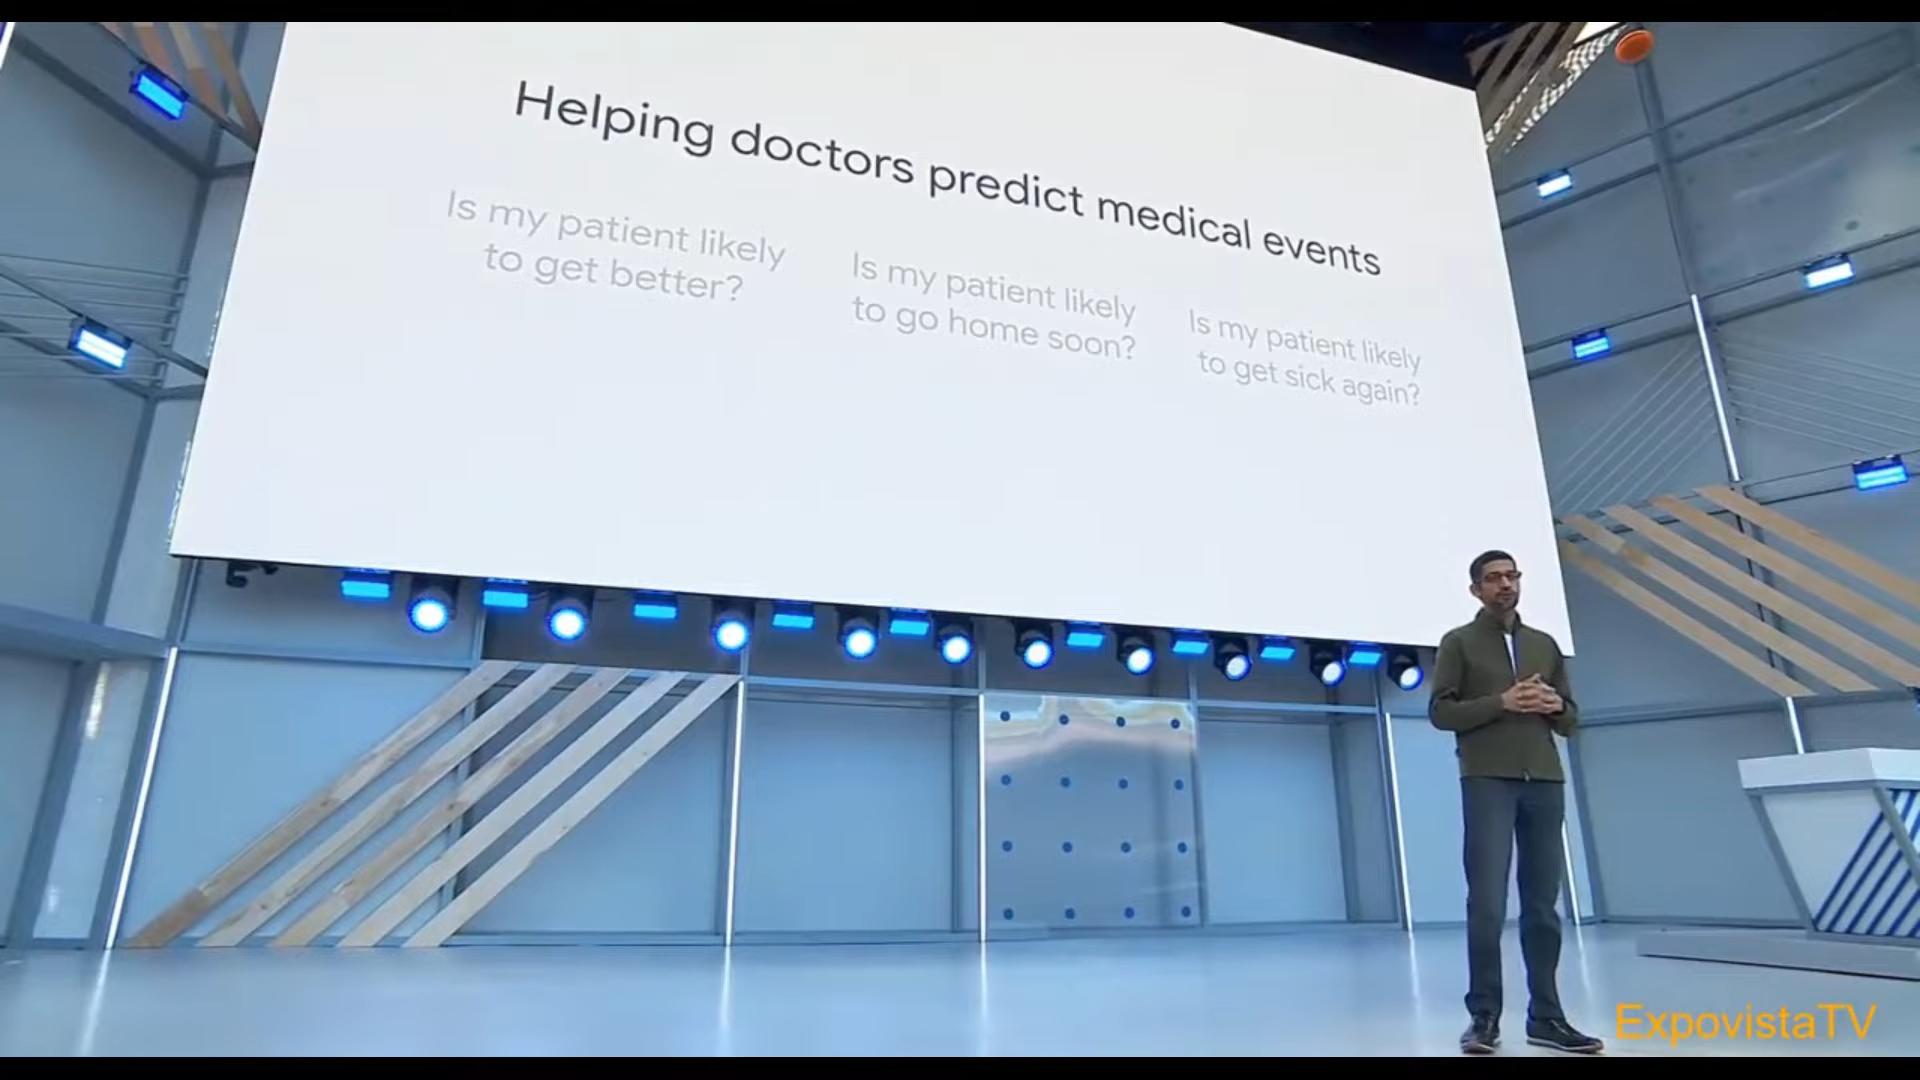 Helping doctors predict medical events
Is my patient likely
to get better?
Is my patient likely
to go home soon?
Is my patient likely
to get sick again?
ExpovistaTV